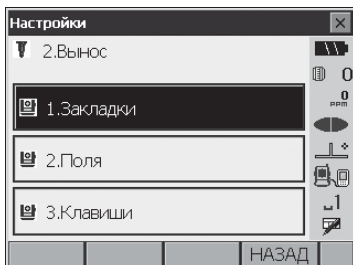 Настройки
2.Вынос
0
0
ppm
1.Закладки
2.Поля
3.Клавиши
1
НАЗАД